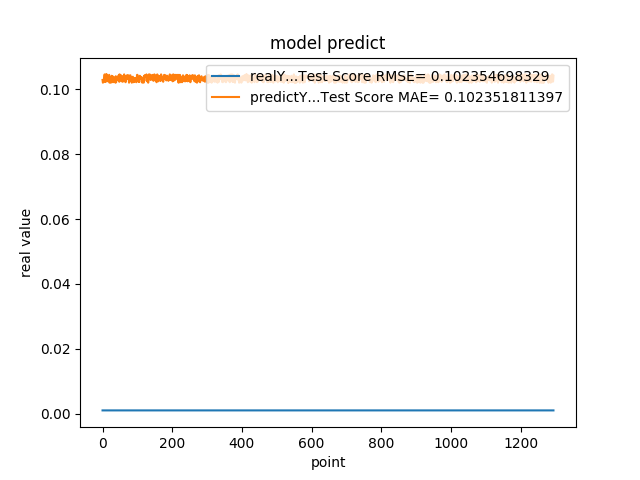 model predict
realY...Test Score RMSE= 0.102354698329
predictY...Test Score MAE= 0.102351811397
real value
0.10
0.08
0.06
0.04
0.02
0.00
0 200 400 600 800 1000 1200
point